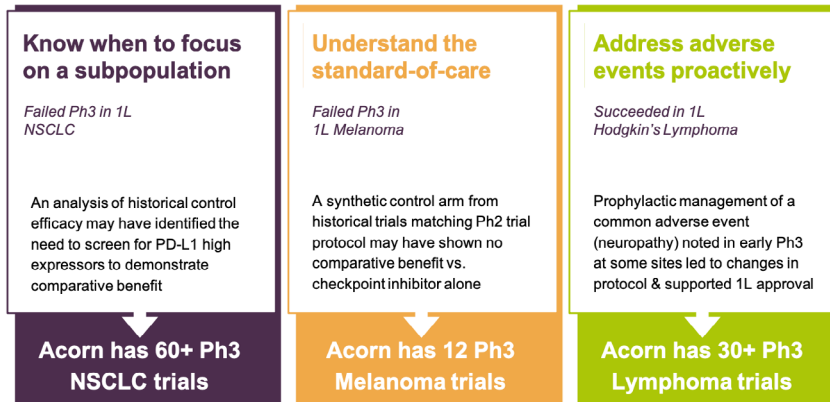 Know when to focus
on a subpopulation
Failed Ph3 in 1L
NSCLC
An analysis of historical control
efficacy may have identified the
need to screen for PD-L1 high
expressors to demonstrate
comparative benefit
Acorn has 60+ Ph3
NSCLC trials
Understand the
standard-of-care
Failed Ph3 in
1L Melanoma
A synthetic control arm from
historical trials matching Ph2 trial
protocol may have shown no
comparative benefit vs.
checkpoint inhibitor alone
Acorn has 12 Ph3
Melanoma trials
Address adverse
events proactively
Succeeded in 1L
Hodgkin's Lymphoma
Prophylactic management of a
common adverse event
(neuropathy) noted in early Ph3
at some sites led to changes in
protocol & supported 1L approval
Acorn has 30+ Ph3
Lymphoma trials